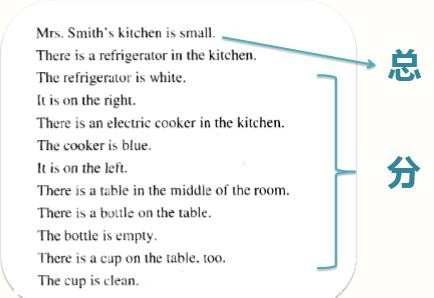 Mrs. Smith's kitchen is small.
总
There is a refrigerator in the kitchen.
The refrigerator is white.
It is on the right.
There is an electric cooker in the kitchen.
The cooker is blue.
It is on the left.
分
There is a table in the middle of the room.
There is a bottle on the table.
The bottle is empty.
There is a cup on the table, too.
The cup is clean.